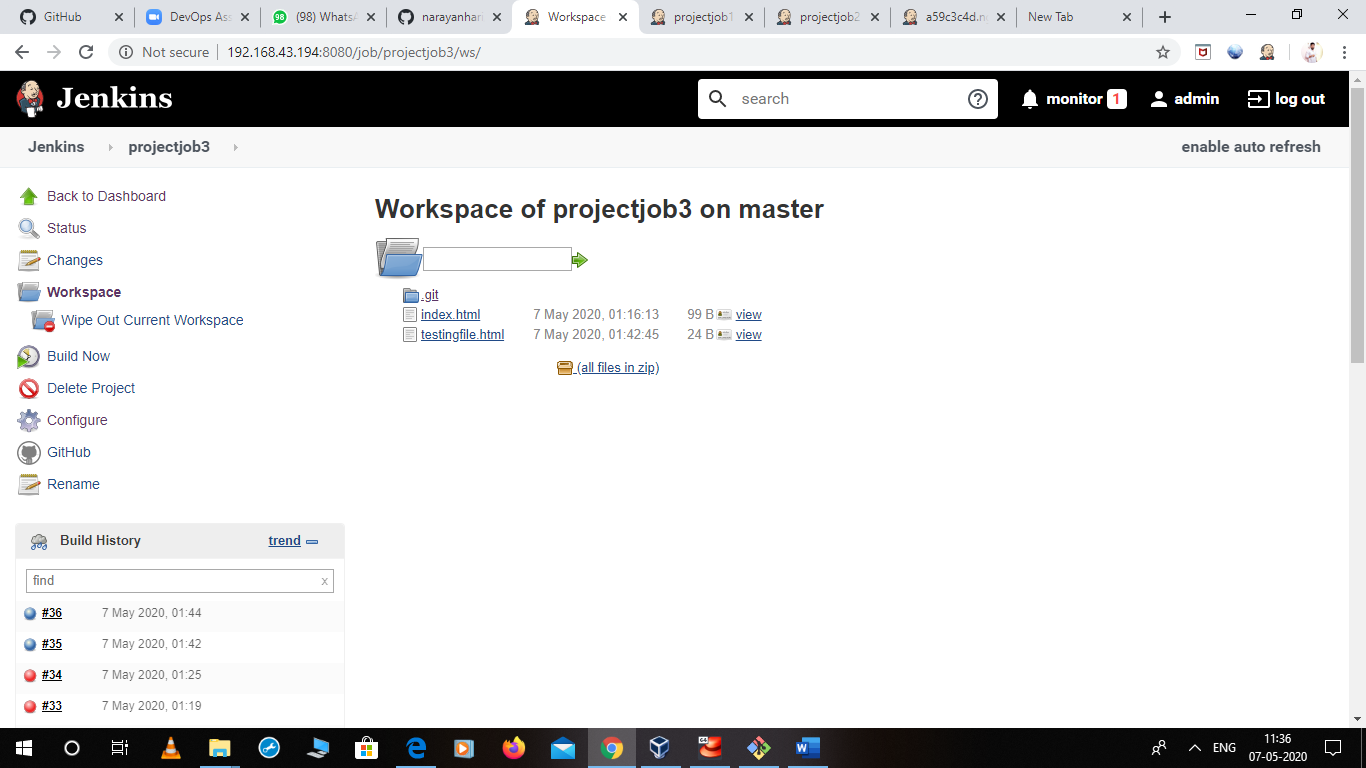 GitHub
DevOps Ass
(98) WhatsA
narayanhari
Workspace
projectjob1
projectjob2
a59c3c4d.n
New Tab
Not secure 192.168.43.194:8080/job/projectjob3/ws/
Jenkins
search
monitor 1
admin
log out
Jenkins projectjob3
enable auto refresh
Back to Dashboard
Status
Changes
Workspace
Wipe Out Current Workspace
Build Now
Delete Project
Configure
GitHub
Rename
Workspace of projectjob3 on master
.git
index.html 7 May 2020, 01:16:13 99 B view
testingfile.html 7 May 2020, 01:42:45 24 B view
(all files in zip)
Build History trend
find x
#36 7 May 2020, 01:44
#35 7 May 2020, 01:42
#34 7 May 2020, 01:25
#33 7 May 2020, 01:19
ENG
11:36
07-05-2020